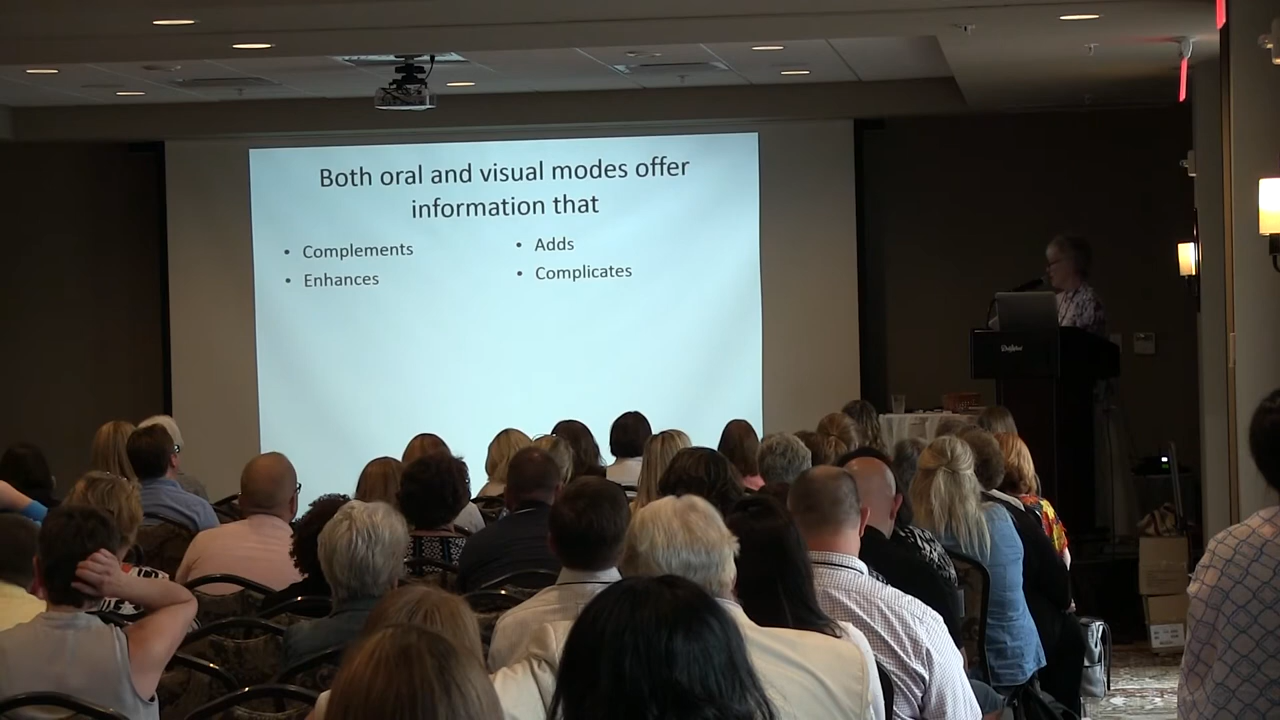 Both oral and visual modes offer
information that
• Complements
• Enhances
• Adds
• Complicates